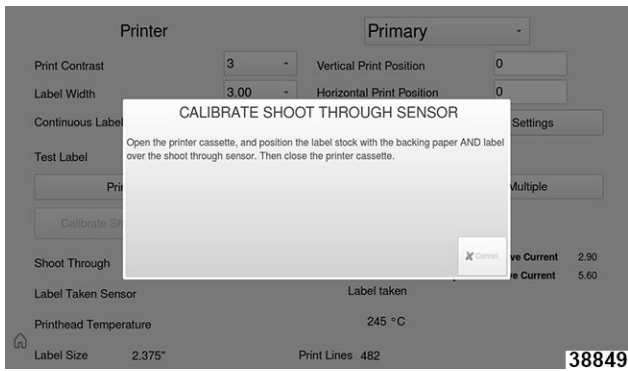 Printer Primary
Print Contrast 3 Vertical Print Position 0
Label Width 3.00 Horizontal Print Position 0
Continuous Label Settings
CALIBRATE SHOOT THROUGH SENSOR
Open the printer cassette, and position the label stock with the backing paper AND label
over the shoot through sensor. Then close the printer cassette.
Test Label
Multiple
Calibrate
Cancel
Shoot Through ve Current 2.90
ve Current 5.60
Label Taken Sensor Label taken
Printhead Temperature 245 °C
Label Size 2.375" Print Lines 482
38849